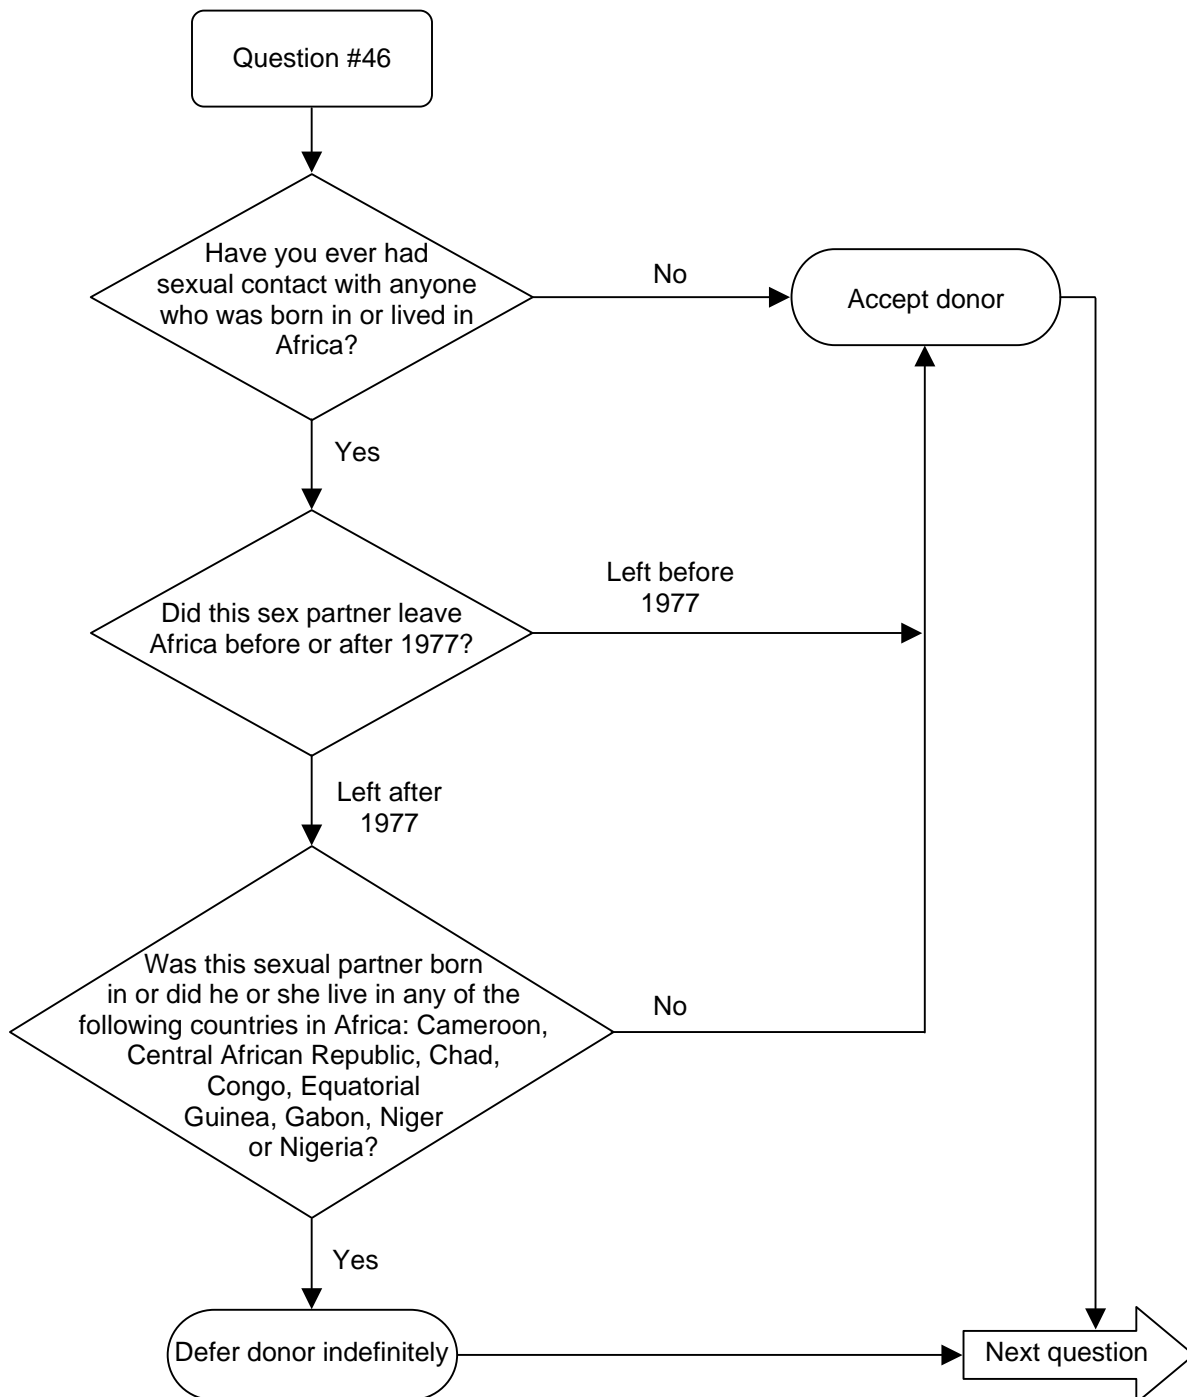 Question #46
Have you ever had
sexual contact with anyone
who was born in or lived in
Africa?
No
Accept donor
Yes
Did this sex partner leave
Africa before or after 1977?
Left before
1977
Left after
1977
Was this sexual partner born
in or did he or she live in any of the
following countries in Africa: Cameroon,
Central African Republic, Chad,
Congo, Equatorial
Guinea, Gabon, Niger
or Nigeria?
No
Yes
Defer donor indefinitely
Next question